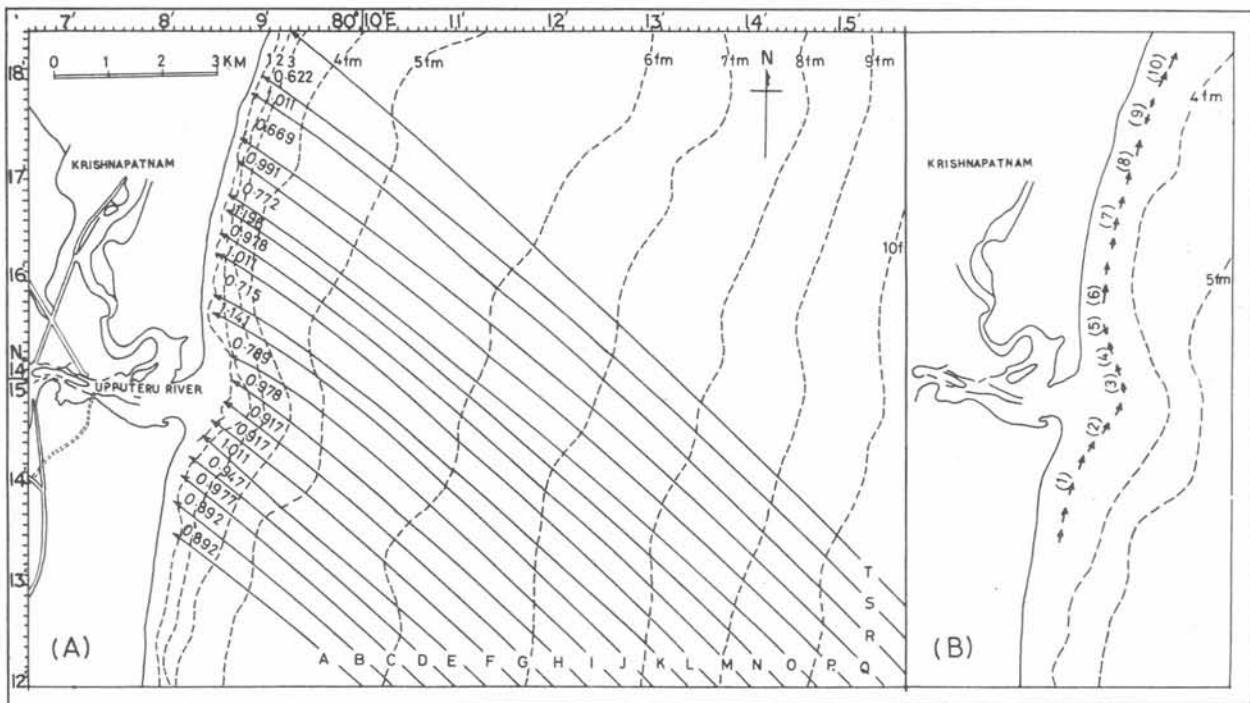 7' 8' 9' 80° 10'E 11' 12' 13' 14' 15'
18'
17'
16'
N
14°
15'
14'
13'
12'
0 1 2 3 KM
1 2 3
4fm
5fm
6fm
7fm
8fm
9fm
N
KRISHNAPATNAM
UPPUTERU RIVER
0.622
1.011
0.669
0.991
0.772
1.196
0.978
1.011
0.715
1.141
0.789
0.978
0.917
0.917
1.011
0.947
0.977
0.892
0.892
10f
T
S
R
A B C D E F G H I J K L M N O P. Q
(A)
KRISHNAPATNAM
(10)
(9)
(8)
(7)
(6)
(5)
(4)
(3)
(2)
(1)
4fm
5fm
(B)